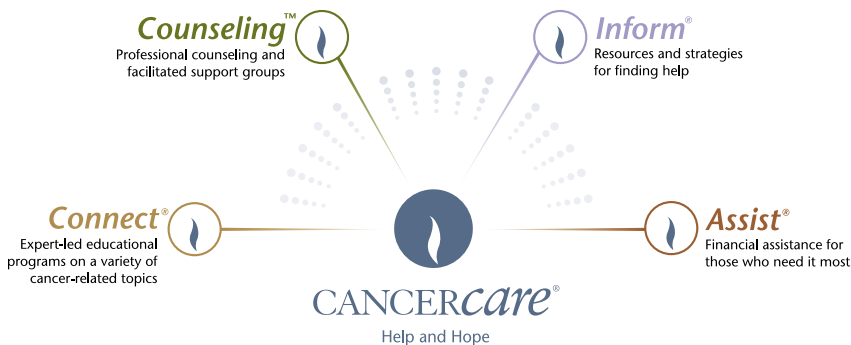 Counseling™
Professional counseling and
facilitated support groups
Inform®
Resources and strategies
for finding help
Connect®
Expert-led educational
programs on a variety of
cancer-related topics
Assist®
Financial assistance for
those who need it most
CANCERcare®
Help and Hope